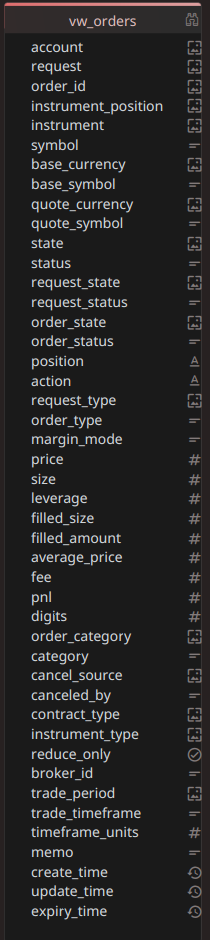 vw_orders
account
request
order_id
instrument_position
instrument
symbol
base_currency
base_symbol
quote_currency
quote_symbol
state
status
request_state
request_status
order_state
order_status
position
action
request_type
order_type
margin_mode
price
size
leverage
filled_size
filled_amount
average_price
fee
pnl
digits
order_category
category
cancel_source
canceled_by
contract_type
instrument_type
reduce_only
broker_id
trade_period
trade_timeframe
timeframe_units
memo
create_time
update_time
expiry_time